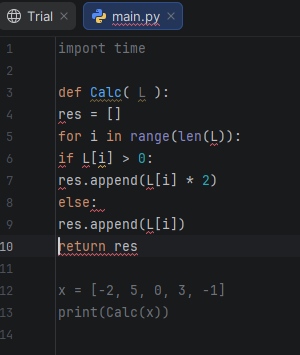 Trial × main.py ×
1 import time
2
3 def Calc( L ):
4 res = []
5 for i in range(len(L)):
6 if L[i] > 0:
7 res.append(L[i] * 2)
8 else:
9 res.append(L[i])
10 return res
11
12 x = [-2, 5, 0, 3, -1]
13 print(Calc(x))
14